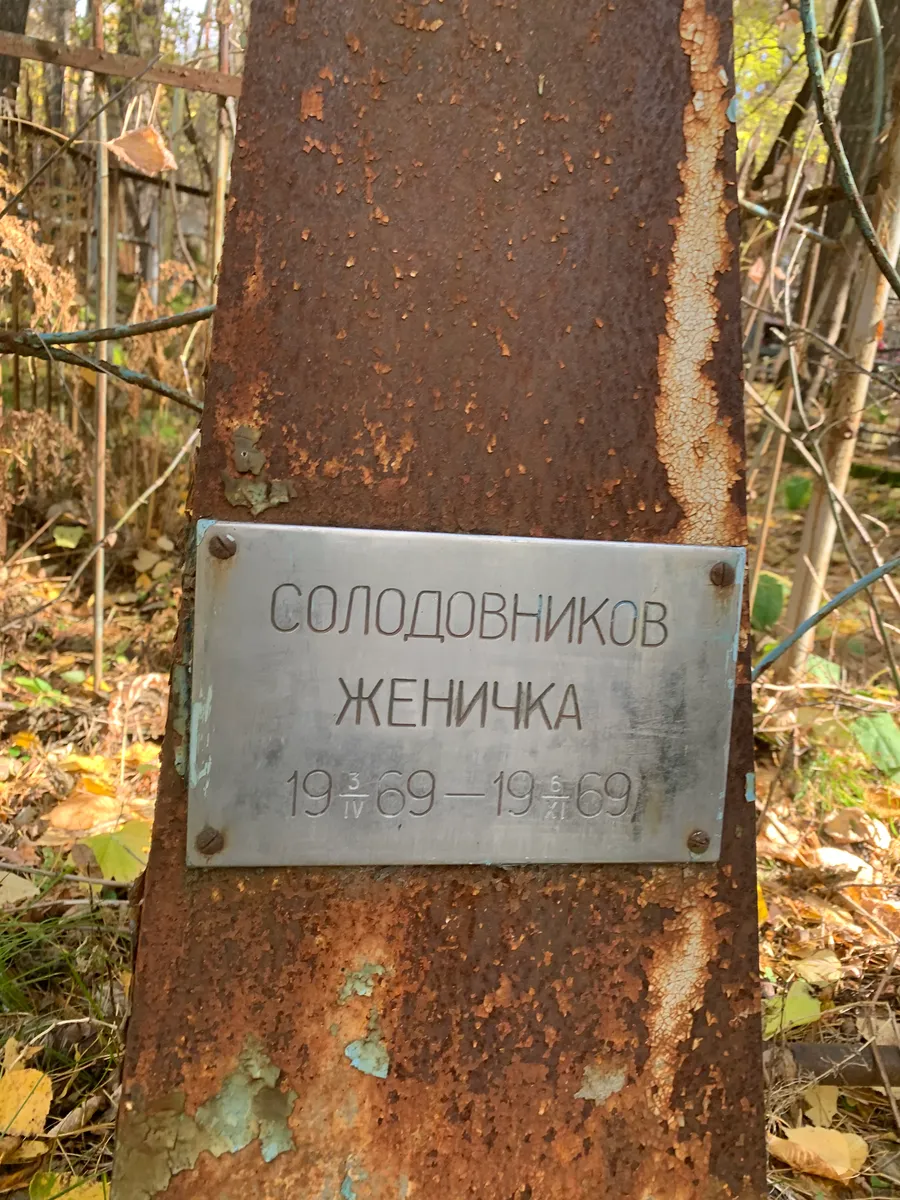 СОЛОДОВНИКОВ
ЖЕНИЧКА
19 3/IV 69 — 19 6/XI 69